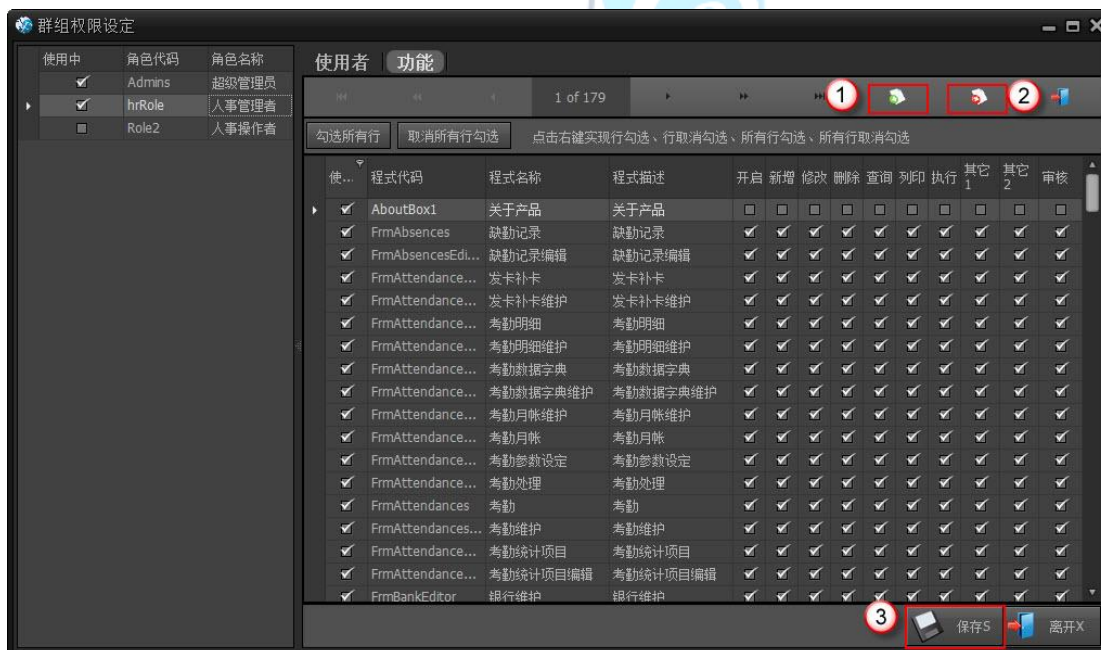 群组权限设定
使用中 角色代码 角色名称
Admins 超级管理员
hrRole 人事管理者
Role2 人事操作者
使用者 功能
1 of 179
1
2
勾选所有行 取消所有行勾选 点击右键实现行勾选、行取消勾选、所有行勾选、所有行取消勾选
使... 程式代码 程式名称 程式描述 开启 新增 修改 删除 查询 列印 执行 其它1 其它2 审核
AboutBox1 关于产品 关于产品
FrmAbsences 缺勤记录 缺勤记录
FrmAbsencesEdi... 缺勤记录编辑 缺勤记录编辑
FrmAttendance... 发卡补卡 发卡补卡
FrmAttendance... 发卡补卡维护 发卡补卡维护
FrmAttendance... 考勤明细 考勤明细
FrmAttendance... 考勤明细维护 考勤明细维护
FrmAttendance... 考勤数据字典 考勤数据字典
FrmAttendance... 考勤数据字典维护 考勤数据字典维护
FrmAttendance... 考勤月帐维护 考勤月帐维护
FrmAttendance... 考勤月帐 考勤月帐
FrmAttendance... 考勤参数设定 考勤参数设定
FrmAttendance... 考勤处理 考勤处理
FrmAttendances 考勤 考勤
FrmAttendances... 考勤维护 考勤维护
FrmAttendance... 考勤统计项目 考勤统计项目
FrmAttendance... 考勤统计项目编辑 考勤统计项目编辑
FrmBankEditor 银行维护 银行维护
3
保存S 离开X